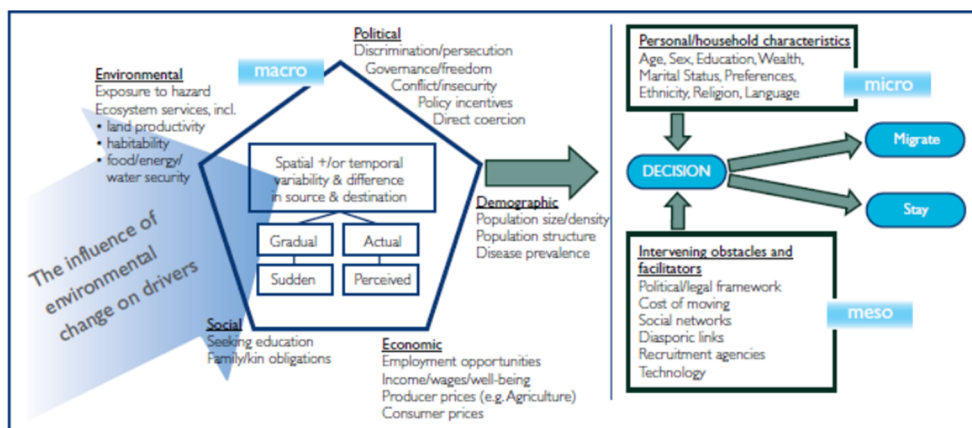 Political
Discrimination/persecution
Governance/freedom
Conflict/insecurity
Policy incentives
Direct coercion
macro
Environmental
Exposure to hazard
Ecosystem services, incl.
• land productivity
• habitability
• food/energy/
water security
Spatial +/or temporal
variability & difference
in source & destination
Gradual
Actual
Sudden
Perceived
The influence of
environmental
change on drivers
Demographic
Population size/density
Population structure
Disease prevalence
Social
Seeking education
Family/kin obligations
Economic
Employment opportunities
Income/wages/well-being
Producer prices (e.g. Agriculture)
Consumer prices
Personal/household characteristics
Age, Sex, Education, Wealth,
Marital Status, Preferences,
Ethnicity, Religion, Language
micro
DECISION
Migrate
Stay
Intervening obstacles and
facilitators
Political/legal framework
Cost of moving
Social networks
Diasporic links
Recruitment agencies
Technology
meso